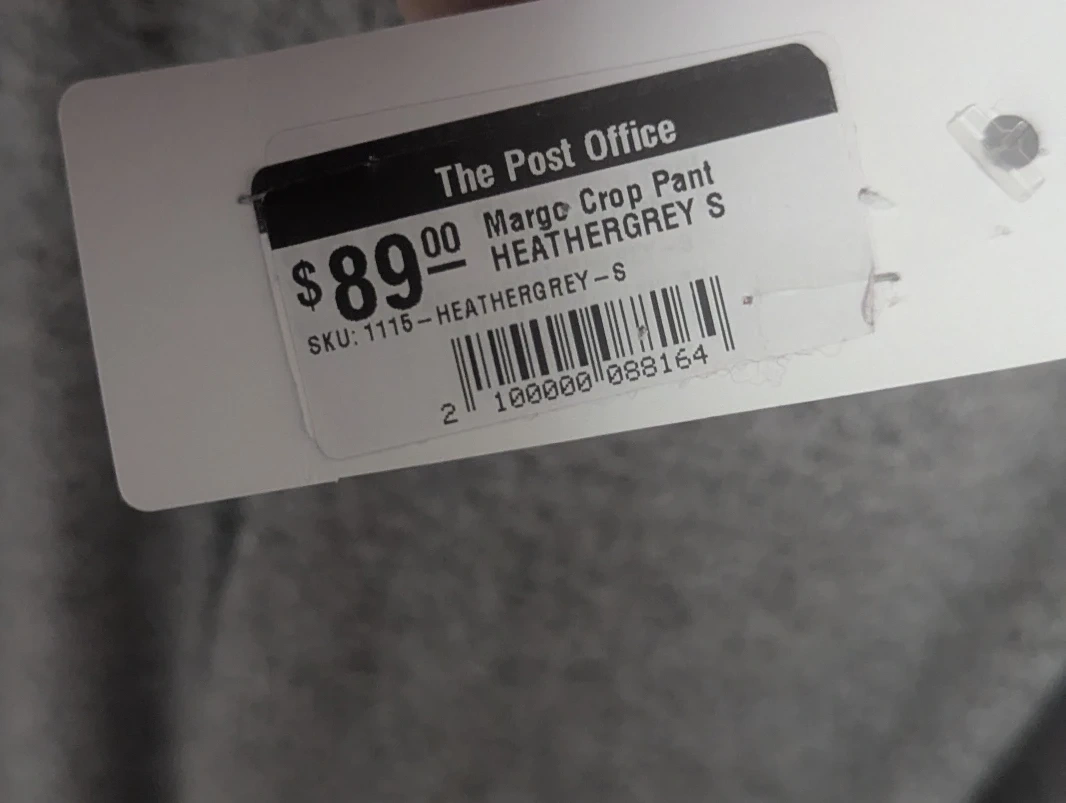 The Post Office
$89.00
Margo Crop Pant
HEATHERGREY S
SKU: 1115-HEATHERGREY-S
2 100000 088164